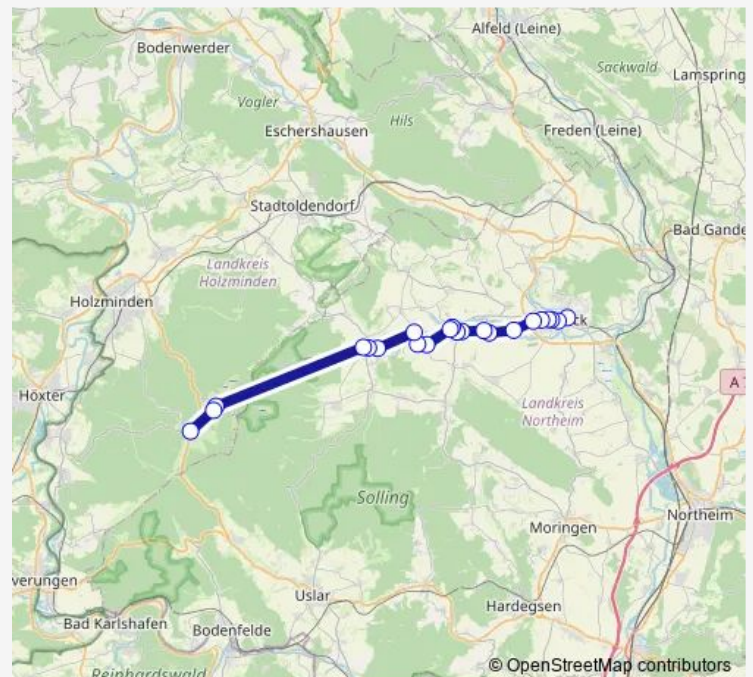 Alfeld (Leine)
Bodenwerder
Sackwald
Lamspring
Vogler
Hils
Eschershausen
Freden (Leine)
Stadtoldendorf
Bad Gande
Landkreis
Holzminden
Holzminden
ck
A
Höxter
Landkreis
Northeim
Solling
Northeim
Moringen
verungen
Uslar
Hardegsen
Bad Karlshafen
Bodenfelde
Reinhardswald
© OpenStreetMap contributors